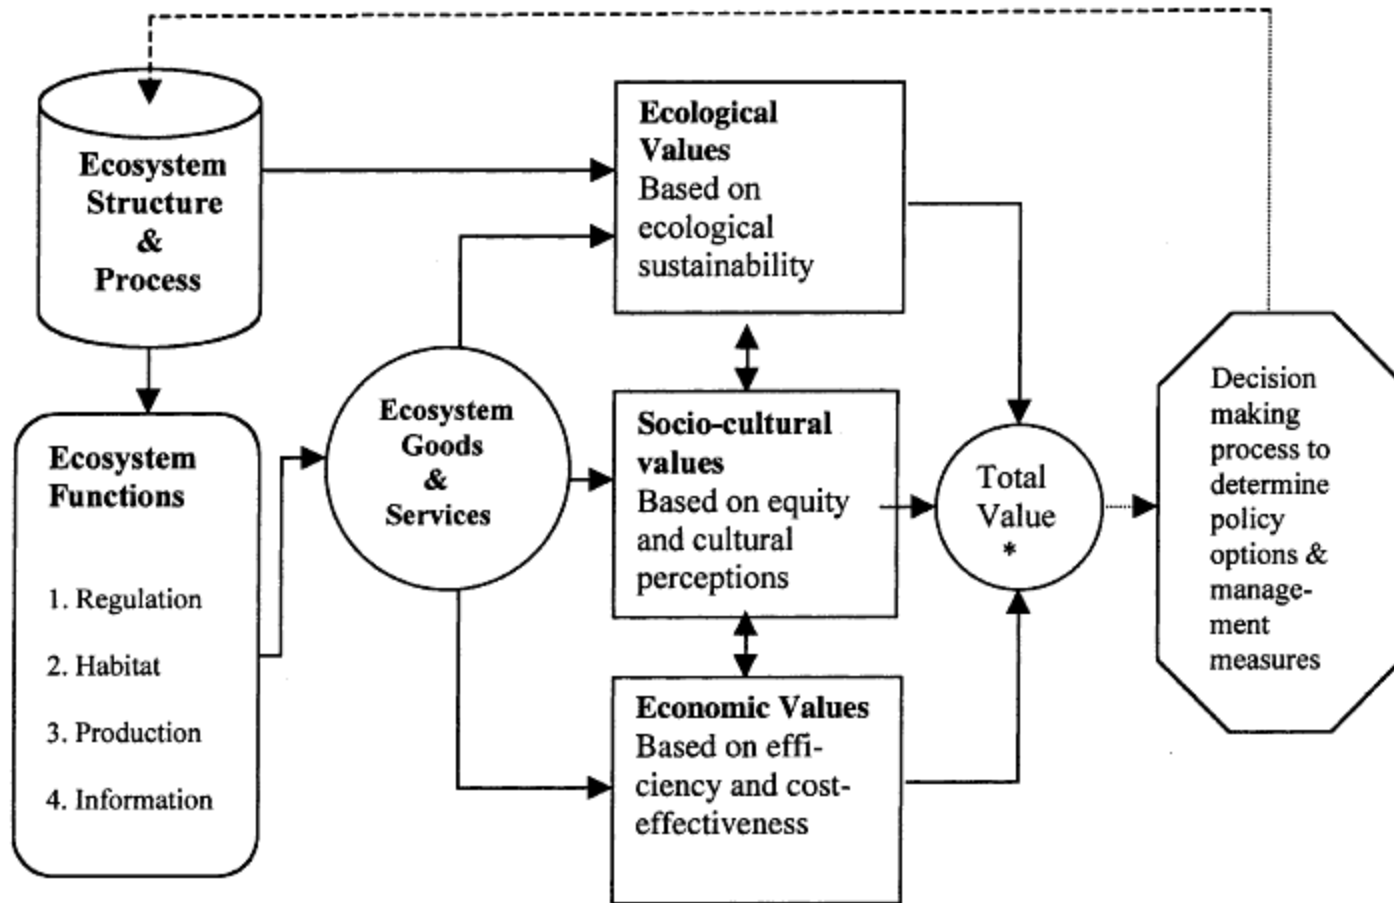 Ecosystem
Structure
&
Process
Ecosystem
Functions
1. Regulation
2. Habitat
3. Production
4. Information
Ecosystem
Goods
&
Services
Ecological
Values
Based on
ecological
sustainability
Socio-cultural
values
Based on equity
and cultural
perceptions
Economic Values
Based on effi-
ciency and cost-
effectiveness
Total
Value
*
Decision
making
process to
determine
policy
options &
manage-
ment
measures